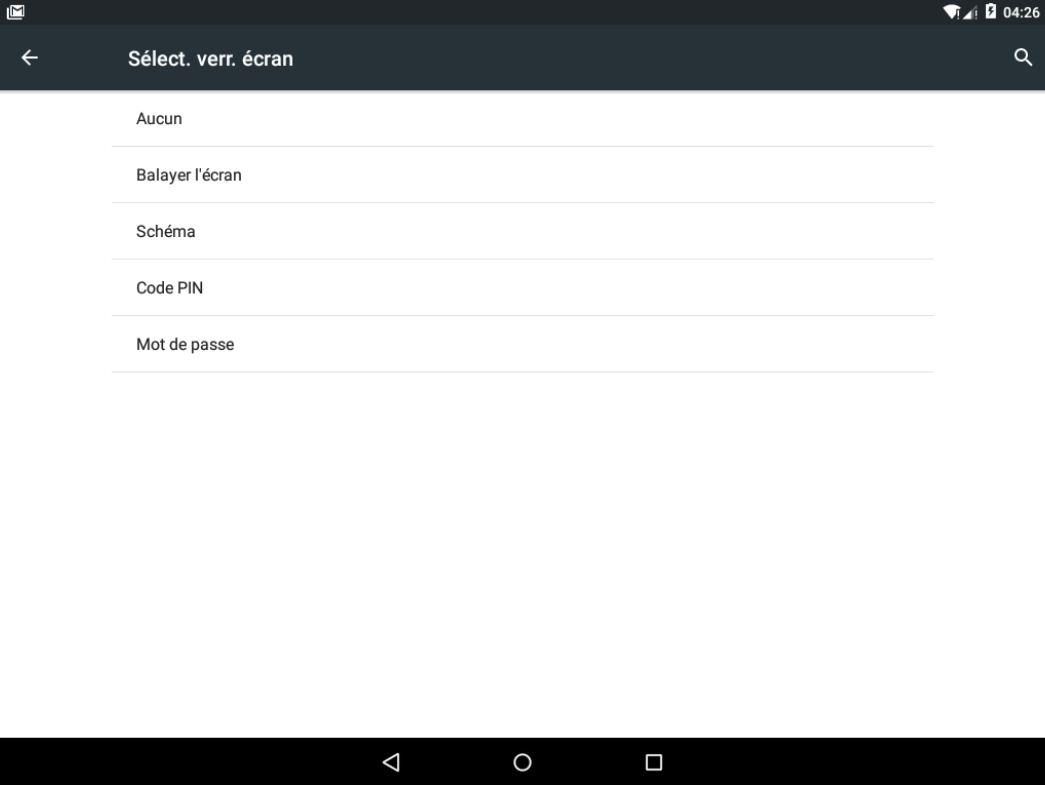 04:26
Sélect. verr. écran
Aucun
Balayer l'écran
Schéma
Code PIN
Mot de passe